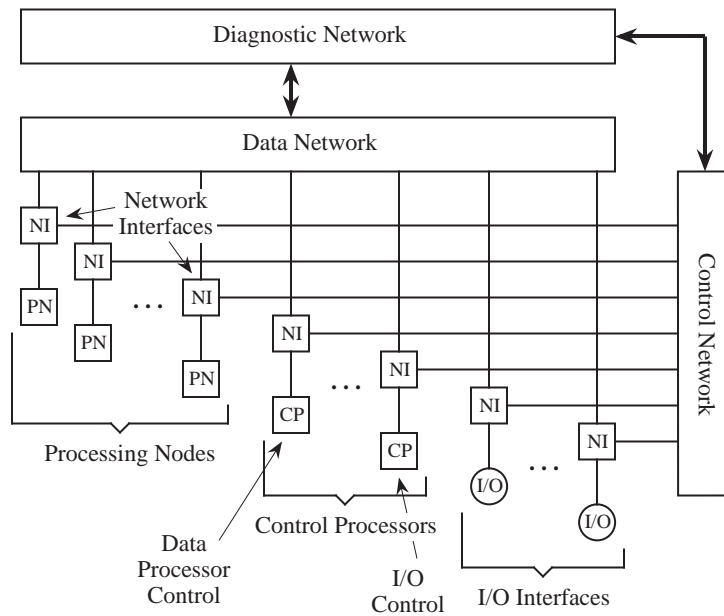 Diagnostic Network
Data Network
Network
Interfaces
NI
NI
NI
NI
NI
NI
NI
PN
PN
PN
...
...
...
CP
CP
I/O
I/O
Control Network
Processing Nodes
Control Processors
I/O Interfaces
Data
Processor
Control
I/O
Control